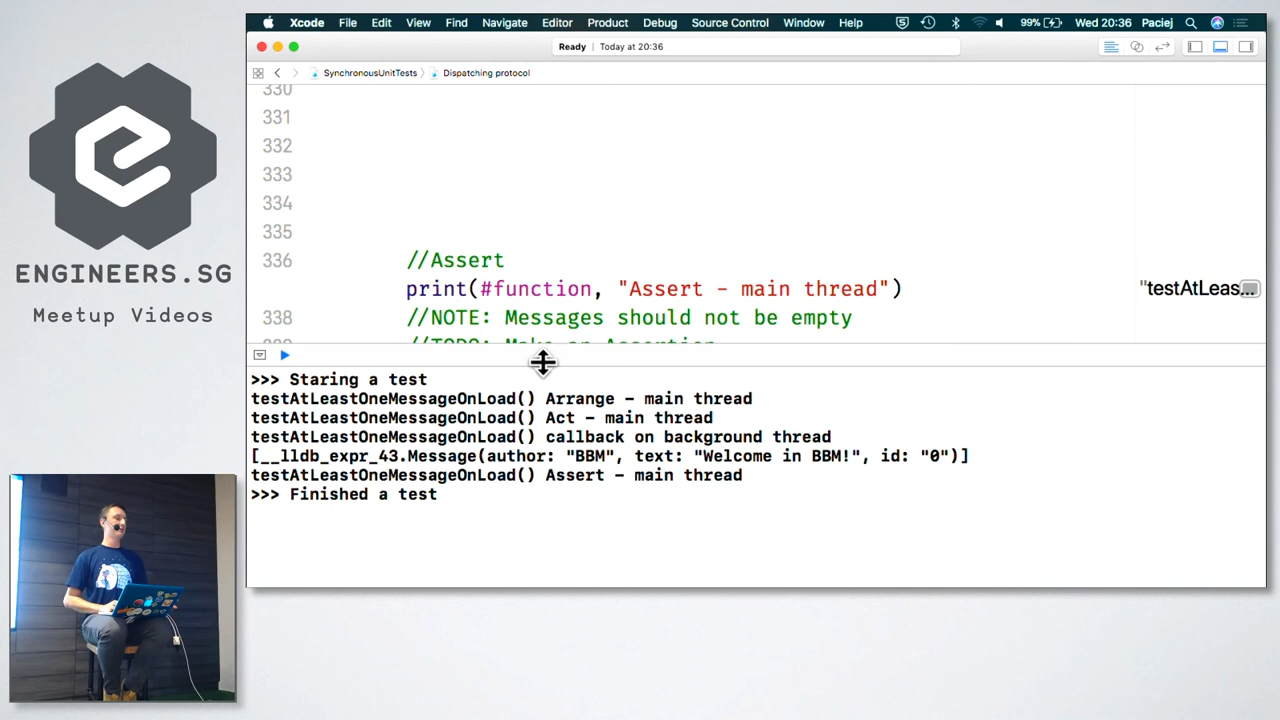 Xcode File Edit View Find Navigate Editor Product Debug Source Control Window Help 99% Wed 20:36 Paciej
Ready | Today at 20:36
SynchronousUnitTests Dispatching protocol
330
331
332
333
334
335
336 //Assert
print(#function, "Assert - main thread") "testAtLeas...
338 //NOTE: Messages should not be empty
//TODO: Make an Assertion
>>> Staring a test
testAtLeastOneMessageOnLoad() Arrange - main thread
testAtLeastOneMessageOnLoad() Act - main thread
testAtLeastOneMessageOnLoad() callback on background thread
[__lldb_expr_43.Message(author: "BBM", text: "Welcome in BBM!", id: "0")]
testAtLeastOneMessageOnLoad() Assert - main thread
>>> Finished a test
ENGINEERS.SG
Meetup Videos